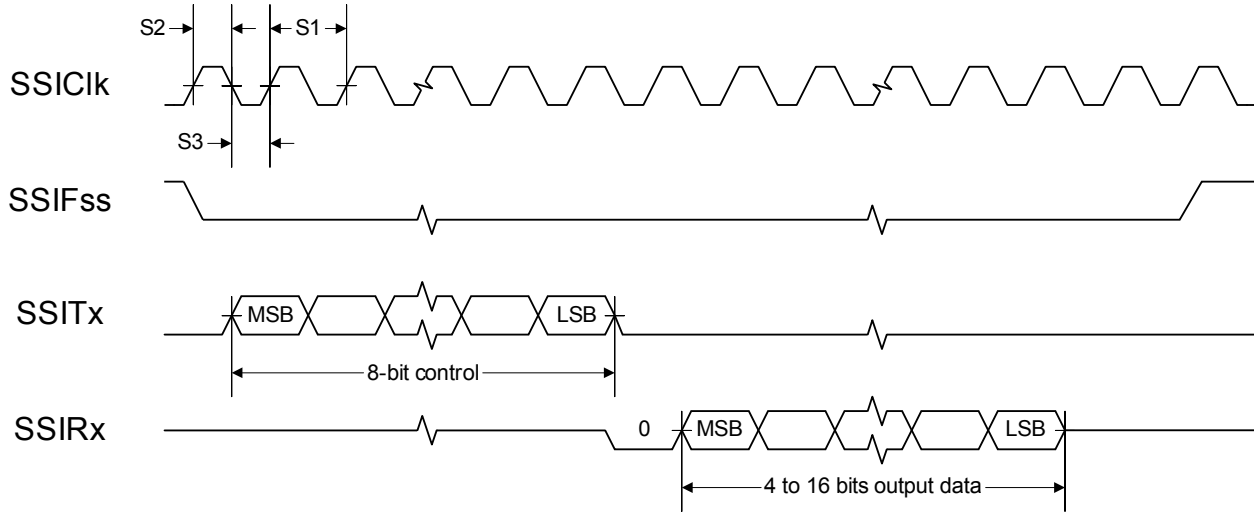 S2
S1
SSIClk
S3
SSIFss
SSITx
MSB
LSB
8-bit control
SSIRx
0
MSB
LSB
4 to 16 bits output data